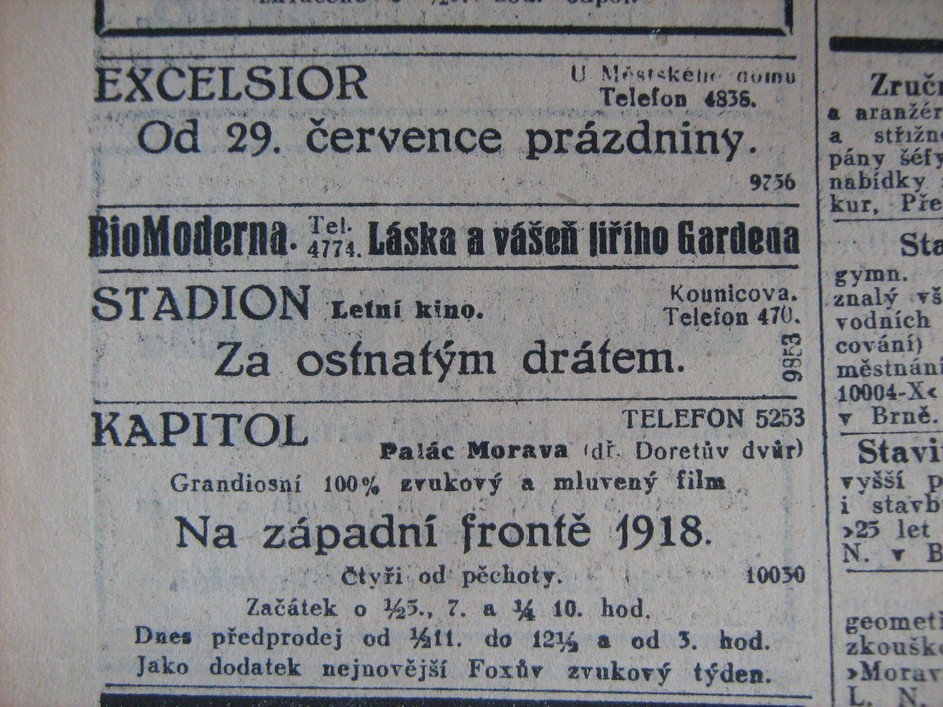 EXCELSIOR
U Městského domu
Telefon 4836.
Od 29. července prázdniny.
9756
BioModerna. Tel. 4774. Láska a vášeň Jiřího Gardena
STADION Letní kino.
Kounicova.
Telefon 470.
Za ostnatým drátem.
9853
KAPITOL
TELEFON 5253
Palác Morava (dř. Doretův dvůr)
Grandiosní 100% zvukový a mluvený film
Na západní frontě 1918.
Čtyři od pěchoty.
10030
Začátek o ½5., 7. a ¼ 10. hod.
Dnes předprodej od ½11. do 12½ a od 3. hod.
Jako dodatek nejnovější Foxův zvukový týden.
a aranžér
a střižn
pány šéfy
nabídky
kur, Pře
Sta
gymn.
znalý vš
vodních
cování)
městnání
10004-X<
v Brně.
Stavi
vyšší p
i stavb
»25 let
N. v B
geometi
zkoušk
»Morav
L. N.